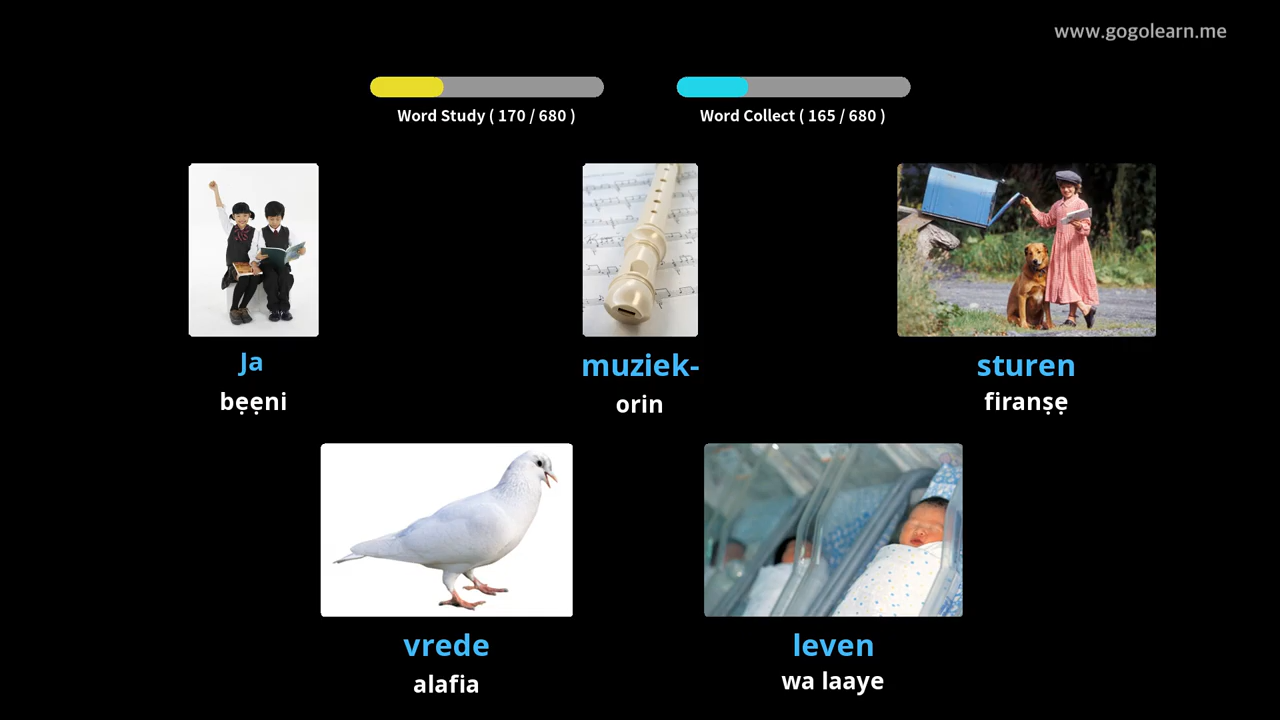 www.gogolearn.me
Word Study ( 170 / 680 )
Word Collect ( 165 / 680 )
Ja
bẹẹni
muziek-
orin
sturen
firanṣẹ
vrede
alafia
leven
wa laaye